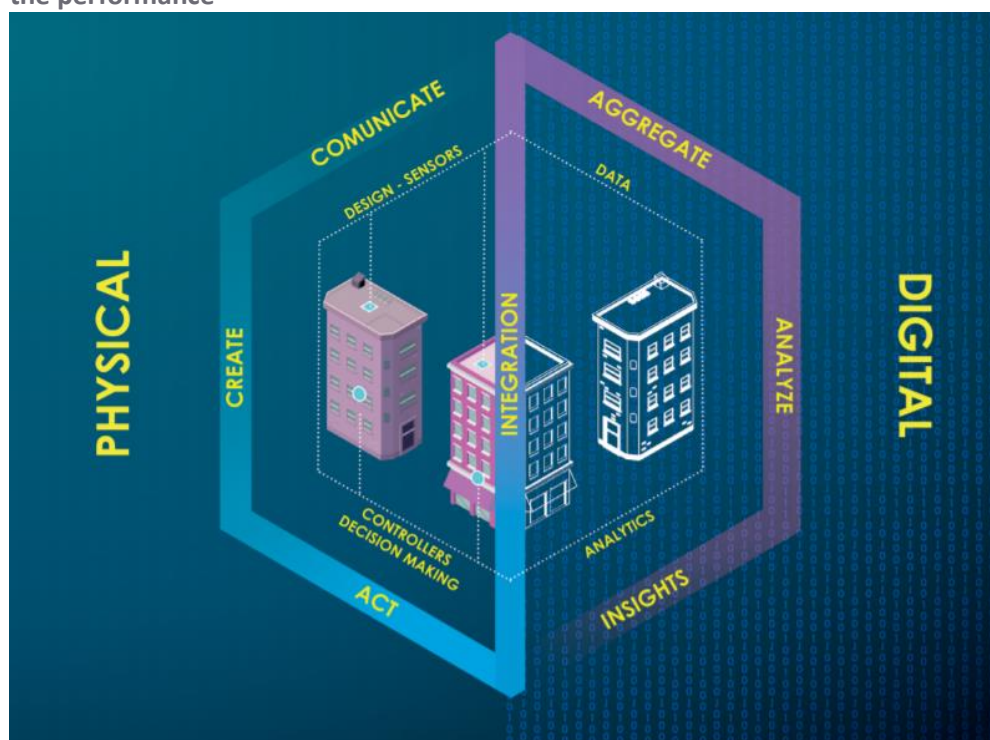 the performance
COMUNICATE
AGGREGATE
DESIGN - SENSORS
DATA
PHYSICAL
CREATE
INTEGRATION
ANALYZE
DIGITAL
CONTROLLERS
DECISION MAKING
ANALYTICS
ACT
INSIGHTS